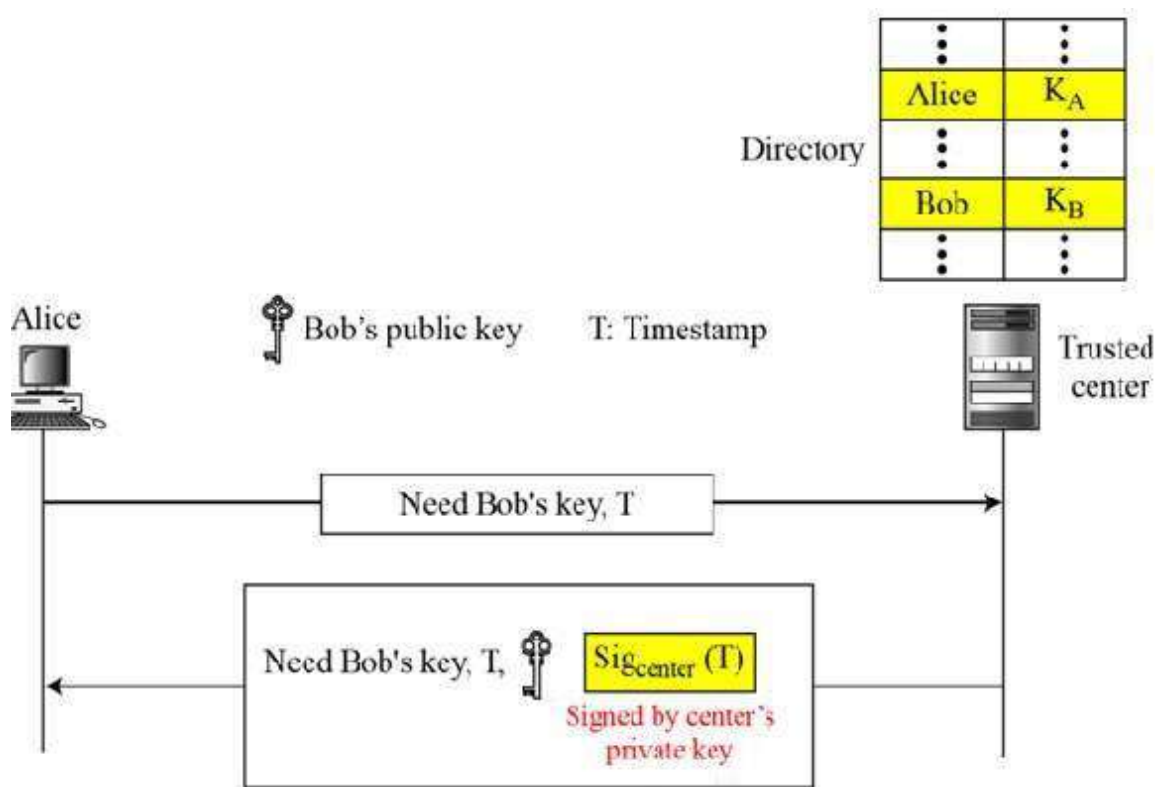 Alice K_A
Directory
Bob K_B
Alice
Bob's public key
T: Timestamp
Trusted
center
Need Bob's key, T
Need Bob's key, T,
Sig_center (T)
Signed by center's
private key